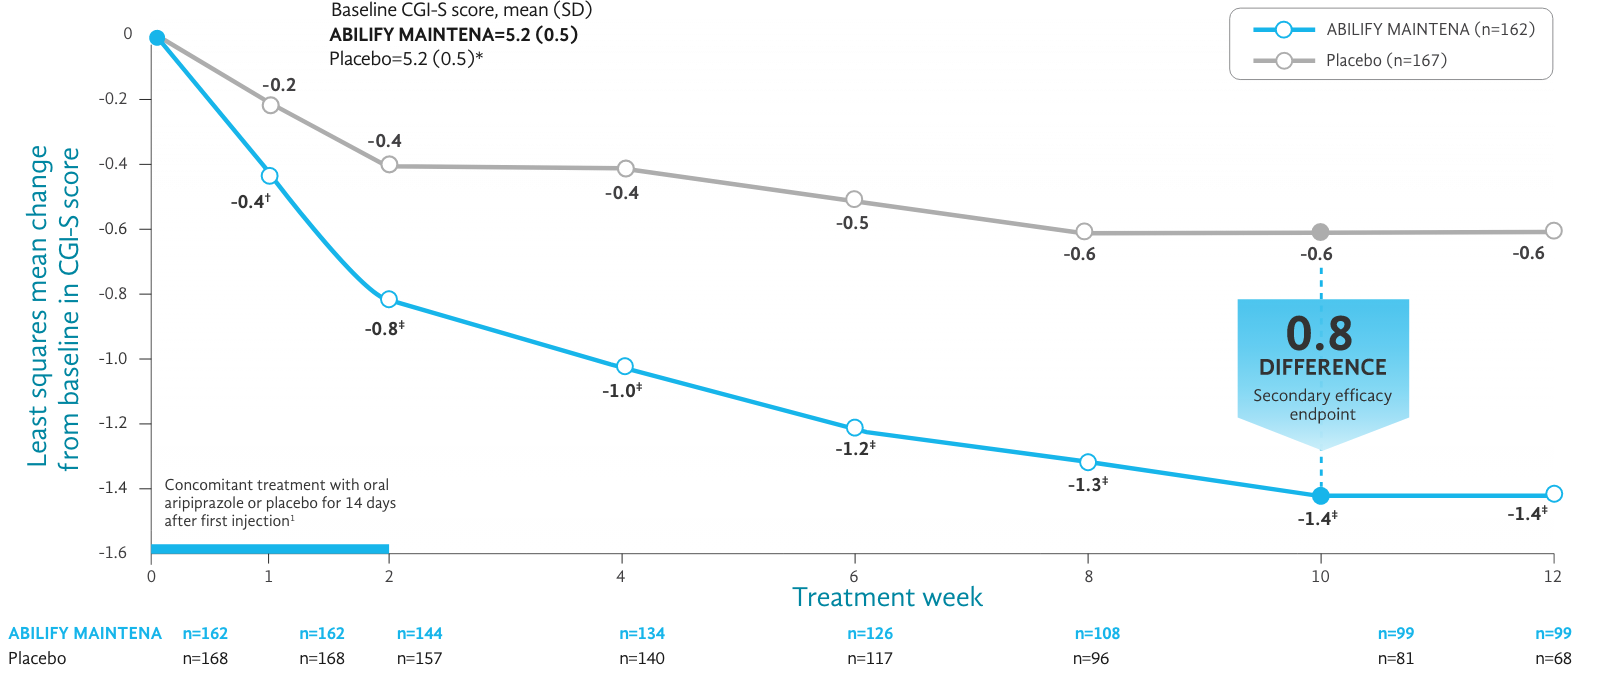 Baseline CGI-S score, mean (SD)
ABILIFY MAINTENA=5.2 (0.5)
Placebo=5.2 (0.5)*
ABILIFY MAINTENA (n=162)
Placebo (n=167)
Least squares mean change
from baseline in CGI-S score
0
-0.2
-0.4
-0.6
-0.8
-1.0
-1.2
-1.4
-1.6
-0.2
-0.4
-0.4
-0.5
-0.6
-0.6
-0.6
-0.4†
-0.8‡
-1.0‡
-1.2‡
-1.3‡
-1.4‡
-1.4‡
0.8
DIFFERENCE
Secondary efficacy
endpoint
Concomitant treatment with oral
aripiprazole or placebo for 14 days
after first injection¹
0 1 2 4 6 8 10 12
Treatment week
ABILIFY MAINTENA n=162 n=162 n=144 n=134 n=126 n=108 n=99 n=99
Placebo n=168 n=168 n=157 n=140 n=117 n=96 n=81 n=68